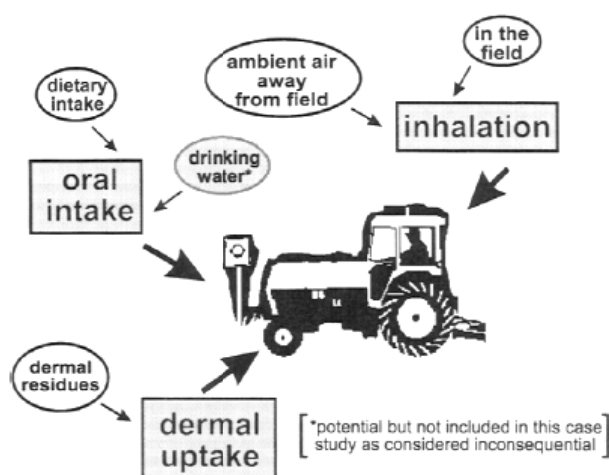 in the
field
ambient air
away
from field
inhalation
dietary
intake
drinking
water*
oral
intake
dermal
residues
dermal
uptake
[*potential but not included in this case
study as considered inconsequential]